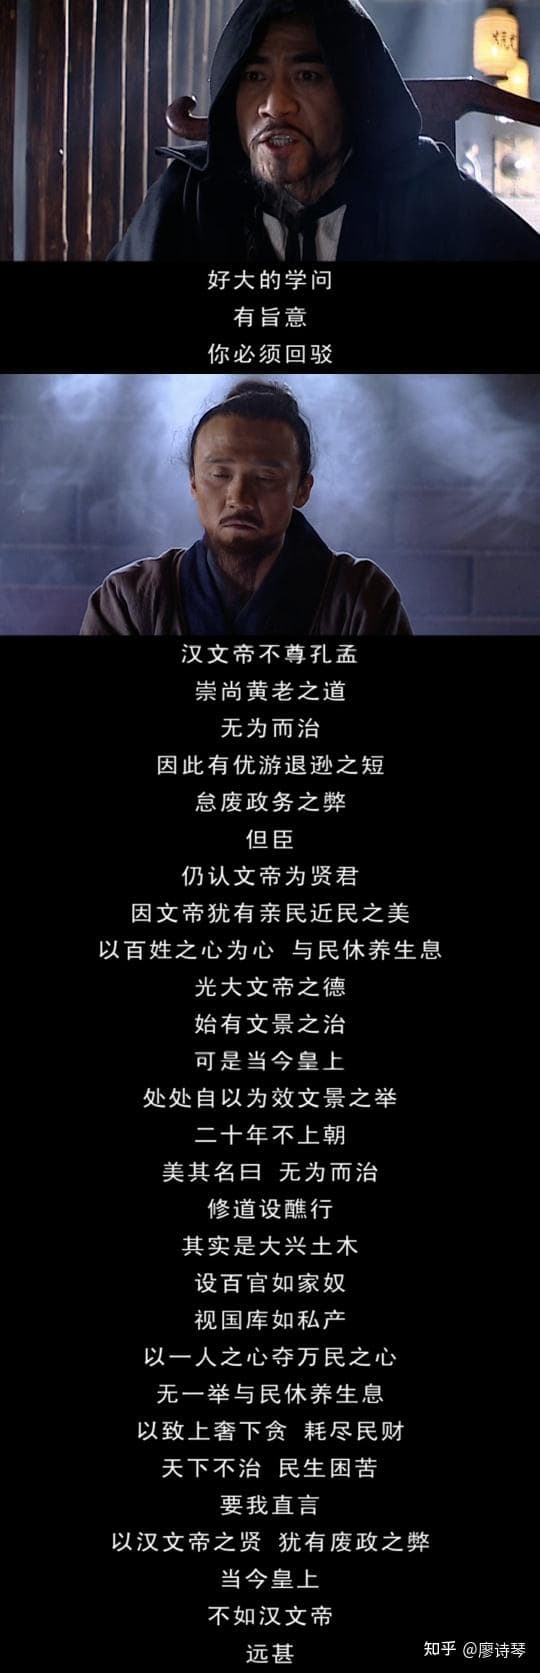 好大的学问
有旨意
你必须回驳
汉文帝不尊孔孟
崇尚黄老之道
无为而治
因此有优游退逊之短
怠废政务之弊
但臣
仍认文帝为贤君
因文帝犹有亲民近民之美
以百姓之心为心 与民休养生息
光大文帝之德
始有文景之治
可是当今皇上
处处自以为效文景之举
二十年不上朝
美其名曰 无为而治
修道设醮行
其实是大兴土木
设百官如家奴
视国库如私产
以一人之心夺万民之心
无一举与民休养生息
以致上奢下贪 耗尽民财
天下不治 民生困苦
要我直言
以汉文帝之贤 犹有废政之弊
当今皇上
不如汉文帝
远甚
知乎 @廖诗琴